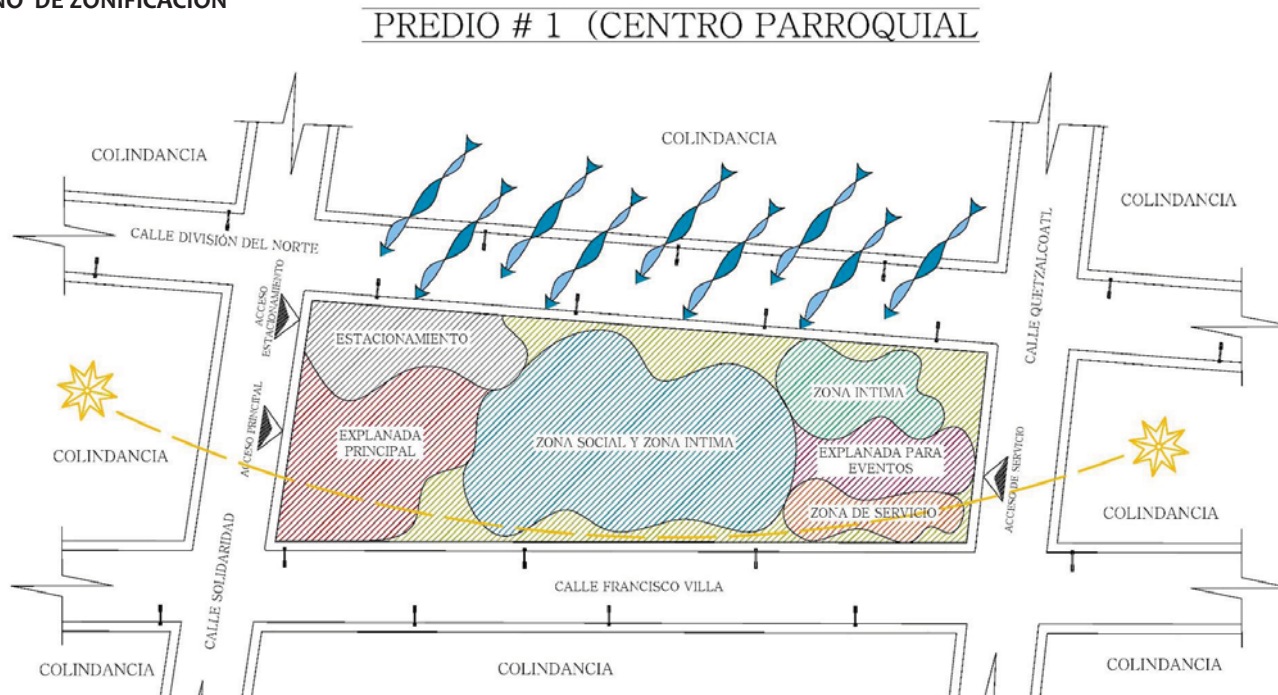 DE ZONIFICACIÓN
PREDIO # 1 (CENTRO PARROQUIAL
COLINDANCIA
COLINDANCIA
COLINDANCIA
CALLE DIVISIÓN DEL NORTE
CALLE QUETZALCOATL
ACCESO
ESTACIONAMIENTO
ESTACIONAMIENTO
ZONA INTIMA
ACCESO PRINCIPAL
EXPLANADA
PRINCIPAL
ZONA SOCIAL Y ZONA INTIMA
EXPLANADA PARA
EVENTOS
COLINDANCIA
ZONA DE SERVICIO
ACCESO DE SERVICIO
COLINDANCIA
CALLE SOLIDARIDAD
CALLE FRANCISCO VILLA
COLINDANCIA
COLINDANCIA
COLINDANCIA